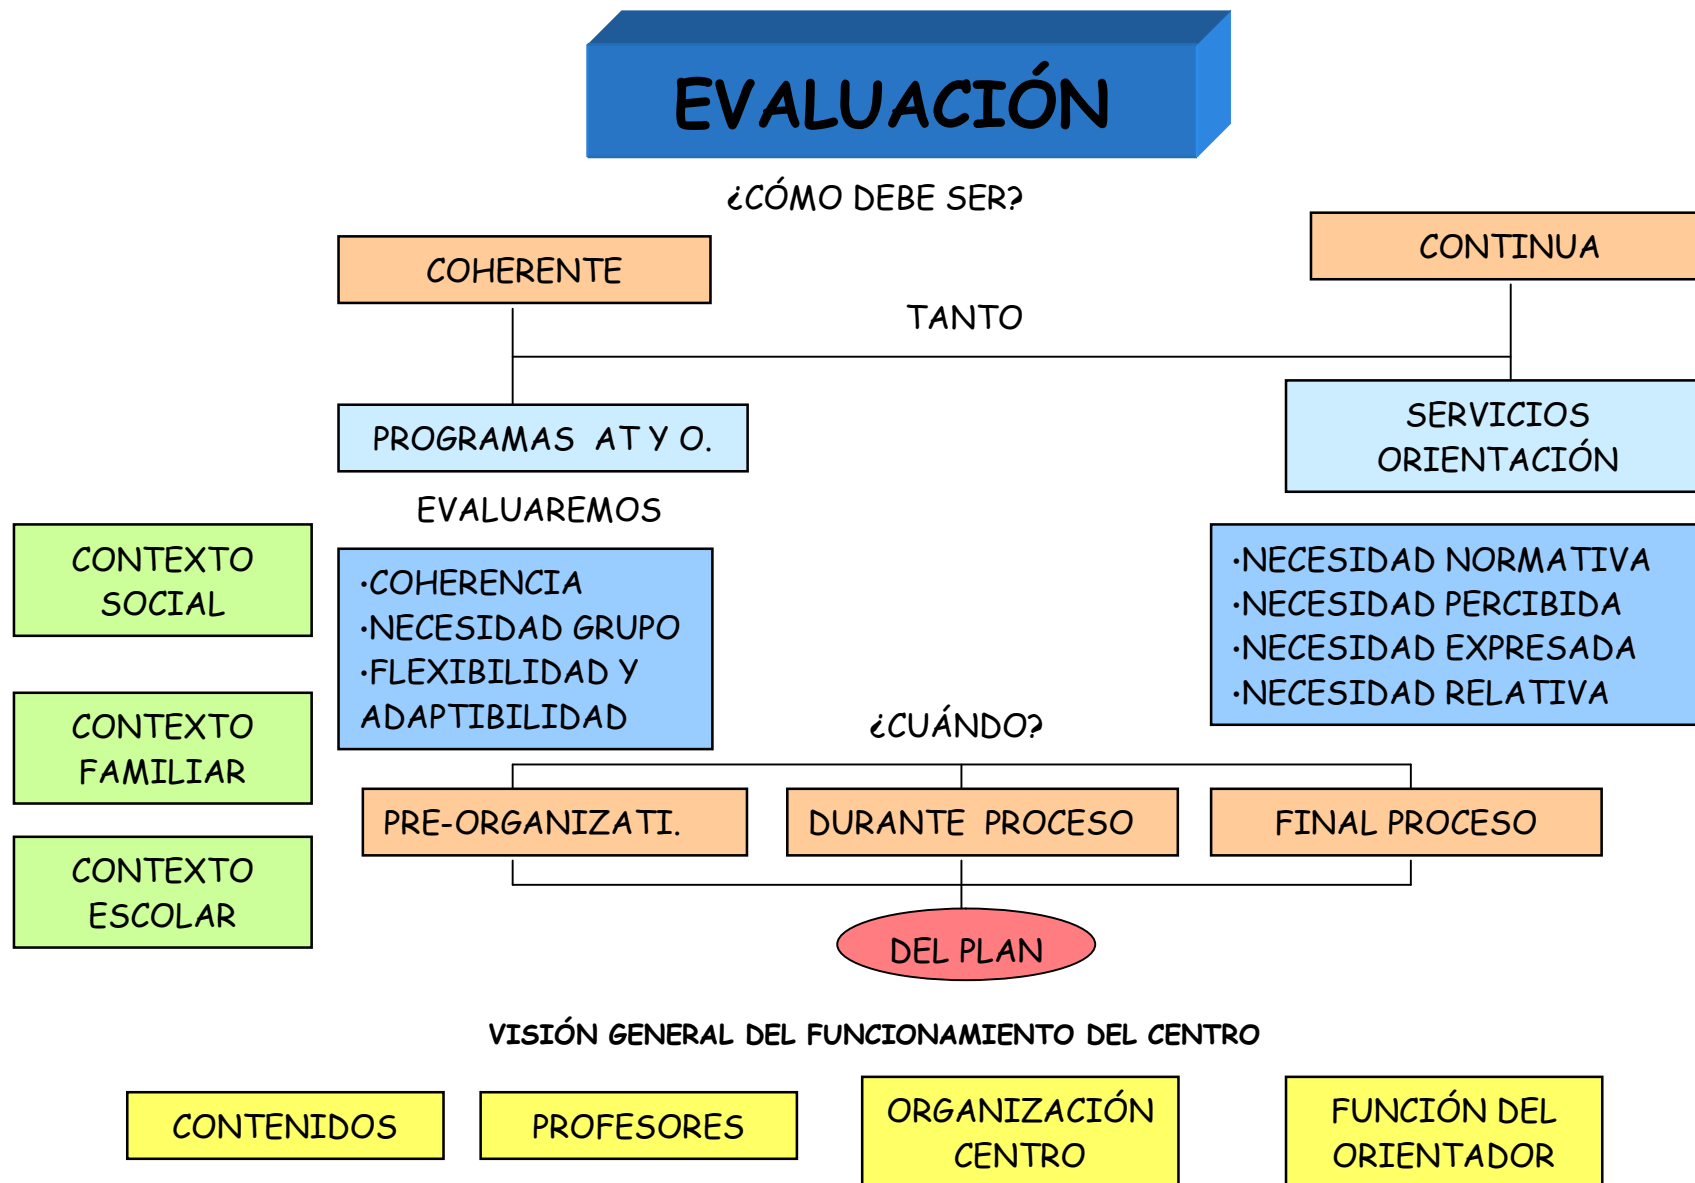 EVALUACIÓN
¿CÓMO DEBE SER?
COHERENTE
CONTINUA
TANTO
PROGRAMAS AT Y O.
SERVICIOS
ORIENTACIÓN
EVALUAREMOS
CONTEXTO
SOCIAL
·COHERENCIA
·NECESIDAD GRUPO
·FLEXIBILIDAD Y
ADAPTIBILIDAD
·NECESIDAD NORMATIVA
·NECESIDAD PERCIBIDA
·NECESIDAD EXPRESADA
·NECESIDAD RELATIVA
CONTEXTO
FAMILIAR
¿CUÁNDO?
PRE-ORGANIZATI.
DURANTE PROCESO
FINAL PROCESO
CONTEXTO
ESCOLAR
DEL PLAN
VISIÓN GENERAL DEL FUNCIONAMIENTO DEL CENTRO
CONTENIDOS
PROFESORES
ORGANIZACIÓN
CENTRO
FUNCIÓN DEL
ORIENTADOR